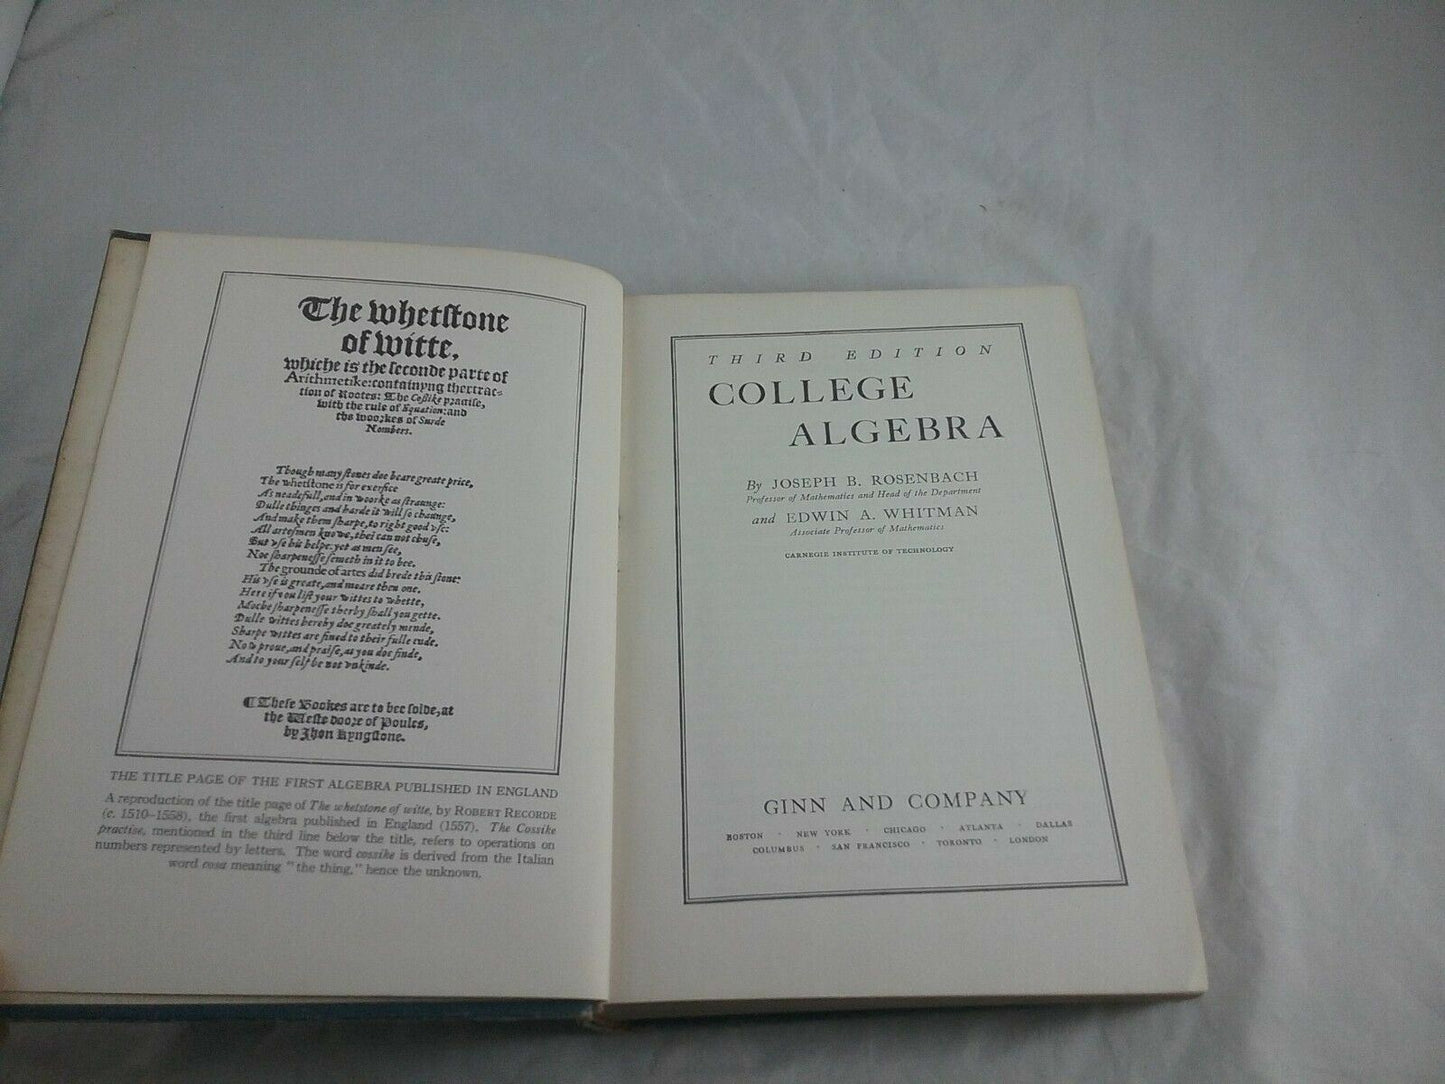 The whetſtone
of witte,
whiche is the ſeconde parte of
Arithmetike: containyng thextrac-
tion of Rootes: The Coſſike practiſe,
with the rule of Equation: and
the woorkes of Surde
Nombers.
Though many ſtones doe beare greate price,
The whetſtone is for exerſice
As neadefull, and in woorke as ſtraunge:
Dulle thinges and harde it will ſo chaunge,
And make them ſharpe, to right good vſe:
All arteſmen knowe, thei can not chuſe,
But vſe his helpe: yet as men ſee,
Noe ſharpeneſſe ſemeth in it to bee.
The grounde of artes did brede this ſtone:
His vſe is greate, and moare then one.
Here if you lift your wittes to whette,
Moche ſharpeneſſe therby ſhall you gette.
Dulle wittes hereby doe greately mende,
Sharpe wittes are fined to their fulle ende.
Now proue, and praiſe, as you doe finde,
And to your ſelf be not vnkinde.
¶ Theſe Bookes are to bee ſolde, at
the Weſte doore of Poules,
by Jhon Kyngſtone.
THE TITLE PAGE OF THE FIRST ALGEBRA PUBLISHED IN ENGLAND
A reproduction of the title page of The whetstone of witte, by ROBERT RECORDE
(c. 1510–1558), the first algebra published in England (1557). The Cossike
practise, mentioned in the third line below the title, refers to operations on
numbers represented by letters. The word cossike is derived from the Italian
word cosa meaning "the thing," hence the unknown.
THIRD EDITION
COLLEGE
ALGEBRA
By JOSEPH B. ROSENBACH
Professor of Mathematics and Head of the Department
and EDWIN A. WHITMAN
Associate Professor of Mathematics
CARNEGIE INSTITUTE OF TECHNOLOGY
GINN AND COMPANY
BOSTON · NEW YORK · CHICAGO · ATLANTA · DALLAS
COLUMBUS · SAN FRANCISCO · TORONTO · LONDON